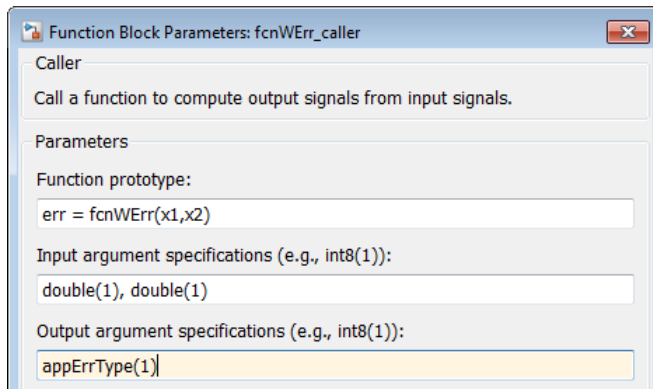 Function Block Parameters: fcnWErr_caller
Caller
Call a function to compute output signals from input signals.
Parameters
Function prototype:
err = fcnWErr(x1,x2)
Input argument specifications (e.g., int8(1)):
double(1), double(1)
Output argument specifications (e.g., int8(1)):
appErrType(1)